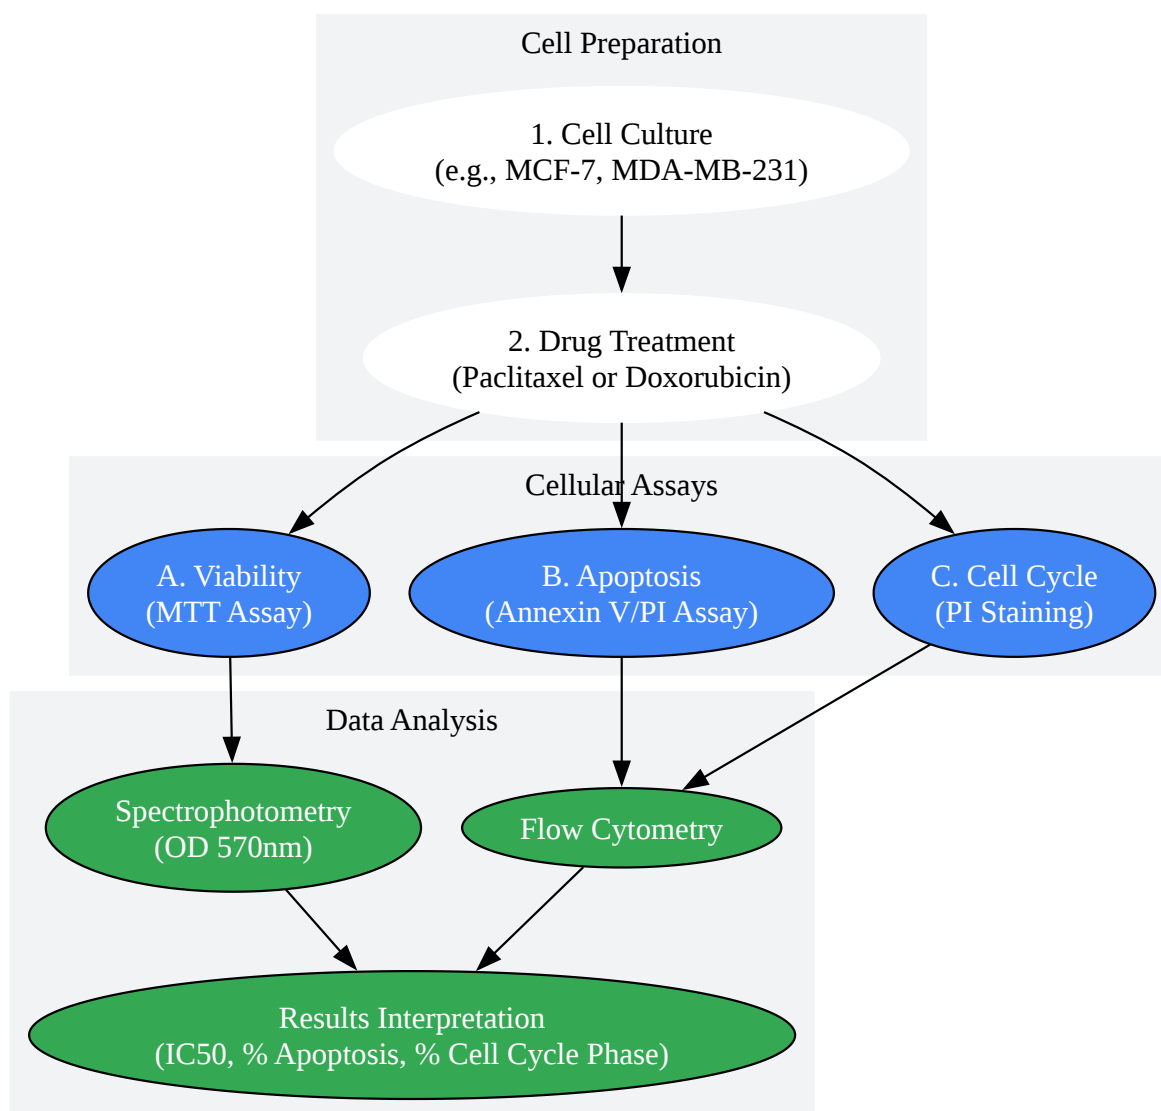 Cell Preparation
1. Cell Culture
(e.g., MCF-7, MDA-MB-231)
2. Drug Treatment
(Paclitaxel or Doxorubicin)
Cellular Assays
A. Viability
(MTT Assay)
B. Apoptosis
(Annexin V/PI Assay)
C. Cell Cycle
(PI Staining)
Data Analysis
Spectrophotometry
(OD 570nm)
Flow Cytometry
Results Interpretation
(IC50, % Apoptosis, % Cell Cycle Phase)